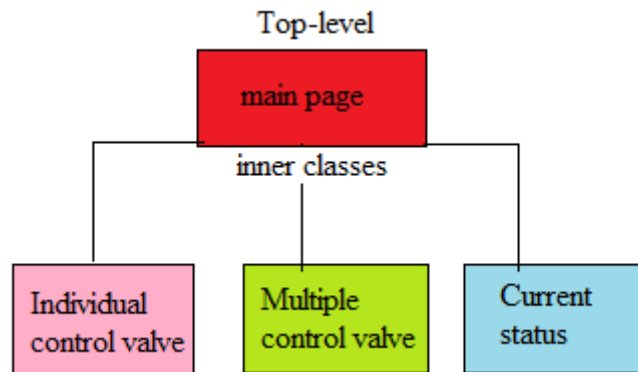 Top-level
main page
inner classes
Individual
control valve
Multiple
control valve
Current
status